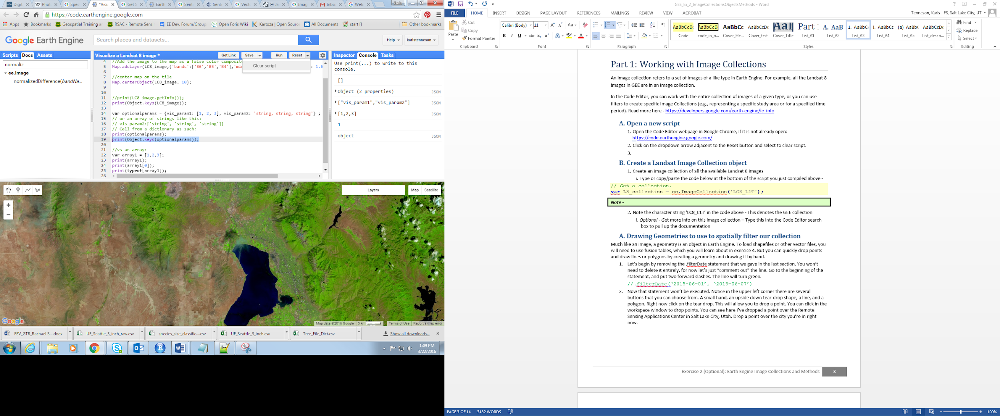 Karis
https://code.earthengine.google.com
Apps
Bookmarks
Geospatial Training
RSAC - Remote Sensin
EE Dev. Forum/Group
Open Foris Wiki
Kartoza | Open Source
All Documents
start []
Other bookmarks
Google Earth Engine
Search places and datasets...
Help
karistenneson
Scripts Docs Assets
normaliz
ee.Image
normalizedDifference(bandNa...
Visualize a Landsat 8 image *
Get Link
Save
Run
Reset
Clear script
4 //Add the image to the map as a false color composite
5 Map.addLayer(LC8_image,{'bands':['B6','B5','B4'],'min : 1.6
6
7 //center map on the tile
8 Map.centerObject(LC8_image, 10);
9
10
11 //print(LC8_image.getInfo());
12 print(Object.keys(LC8_image));
13
14 var optionalparams = {vis_param1: [1, 2, 3], vis_param2: 'string, string, string'} ;
15 // or an array of strings like this:
16 // vis_param2:['string', 'string', 'string']}
17 // Call from a dictionary as such:
18 print(optionalparams);
19 print(Object.keys(optionalparams));
20
21 //vs an array:
22 var array1 = [1,2,3];
23 print(array1);
24 print(array1[0]);
25 print(typeof[array1]);
26
Inspector Console Tasks
Use print(...) to write to this
console.
[]
Object (2 properties) JSON
["vis_param1","vis_param2"] JSON
[1,2,3] JSON
1
object JSON
Layers
Map Satellite
Google
Map data ©2016 Google 5 km Terms of Use Report a map error
FEV_GTR_Rachael S....docx
UF_Seattle_3_inch_raw.csv
species_size_classific....csv
UF_Seattle_3_inch.csv
Tree_File_Dict.csv
Show all downloads...
1:09 PM
3/22/2016
GEE_Ex_2_ImageCollectionsObjectsMethods - Word
FILE HOME INSERT DESIGN PAGE LAYOUT REFERENCES MAILINGS REVIEW VIEW ACROBAT
Tenneson, Karis - FS, Salt Lake City, UT
Paste
Cut
Copy
Format Painter
Clipboard
Calibri (Body) 11
Font
Paragraph
Code
code_in_n...
Cover_He...
Cover_text
Cover_Title
List_A1
List_A2
List_A3
List_A4
List_A5
List_descri...
Styles
Find
Replace
Select
Editing
Part 1: Working with Image Collections
An image collection refers to a set of images of a like type in Earth Engine. For example, all the Landsat 8
images in GEE are in an image collection.
In the Code Editor, you can work with the entire collection of images of a given type, or you can use
filters to create specific Image Collections (e.g., representing a specific study area or for a specified time
period). Read more here - https://developers.google.com/earth-engine/ic_info
A. Open a new script
1. Open the Code Editor webpage in Google Chrome, if it is not already open:
https://code.earthengine.google.com/
2. Click on the dropdown arrow adjacent to the Reset button and select to clear script.
3.
B. Create a Landsat Image Collection object
1. Create an image collection of all the available Landsat 8 images
i. Type or copy/paste the code below at the bottom of the script you just compiled above -
// Get a collection.
var L8_collection = ee.ImageCollection('LC8_L1T');
Note -
2. Note the character string ‘LC8_L1T’ in the code above - This denotes the GEE collection
i. Optional - Get more info on this image collection – Type this into the Code Editor search
box to pull up the documentation
A. Drawing Geometries to use to spatially filter our collection
Much like an image, a geometry is an object in Earth Engine. To load shapefiles or other vector files, you
will need to use fusion tables, which you will learn about in exercise 4. But you can quickly drop points
and draw lines or polygons by creating a geometry and drawing it by hand.
1. Let’s begin by removing the .filterDate statement that we gave in the last section. You won’t
need to delete it entirely, for now let’s just “comment out” the line. Go to the beginning of the
statement, and put two forward slashes. The line will turn green.
//.filterDate(‘2015-06-01’, ‘2015-06-07’)
2. Now that statement won’t be executed. Notice in the upper left corner there are several
buttons that you can choose from. A small hand, an upside down tear-drop shape, a line, and a
polygon. Right now click on the tear drop. This will allow you to drop a point. You can click in the
workspace window to drop points. You can see here I’ve dropped a point over the Remote
Sensing Applications Center in Salt Lake City, Utah. Drop a point over the city you’re in right
now.
Exercise 2 (Optional): Earth Engine Image Collections and Methods 3
PAGE 3 OF 14 3482 WORDS
100%